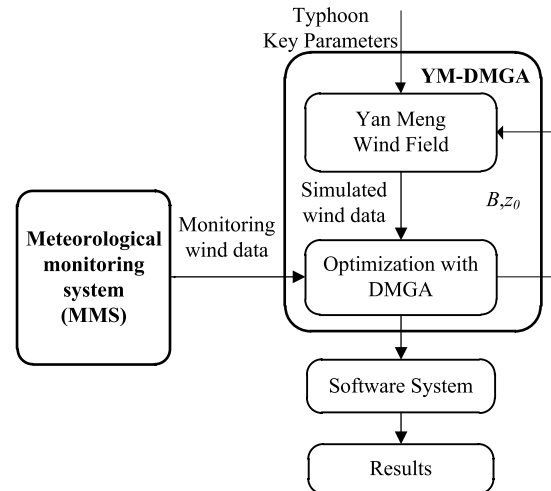 Typhoon
Key Parameters
YM-DMGA
Yan Meng
Wind Field
Simulated
wind data
B,z0
Monitoring
wind data
Meteorological
monitoring
system
(MMS)
Optimization with
DMGA
Software System
Results